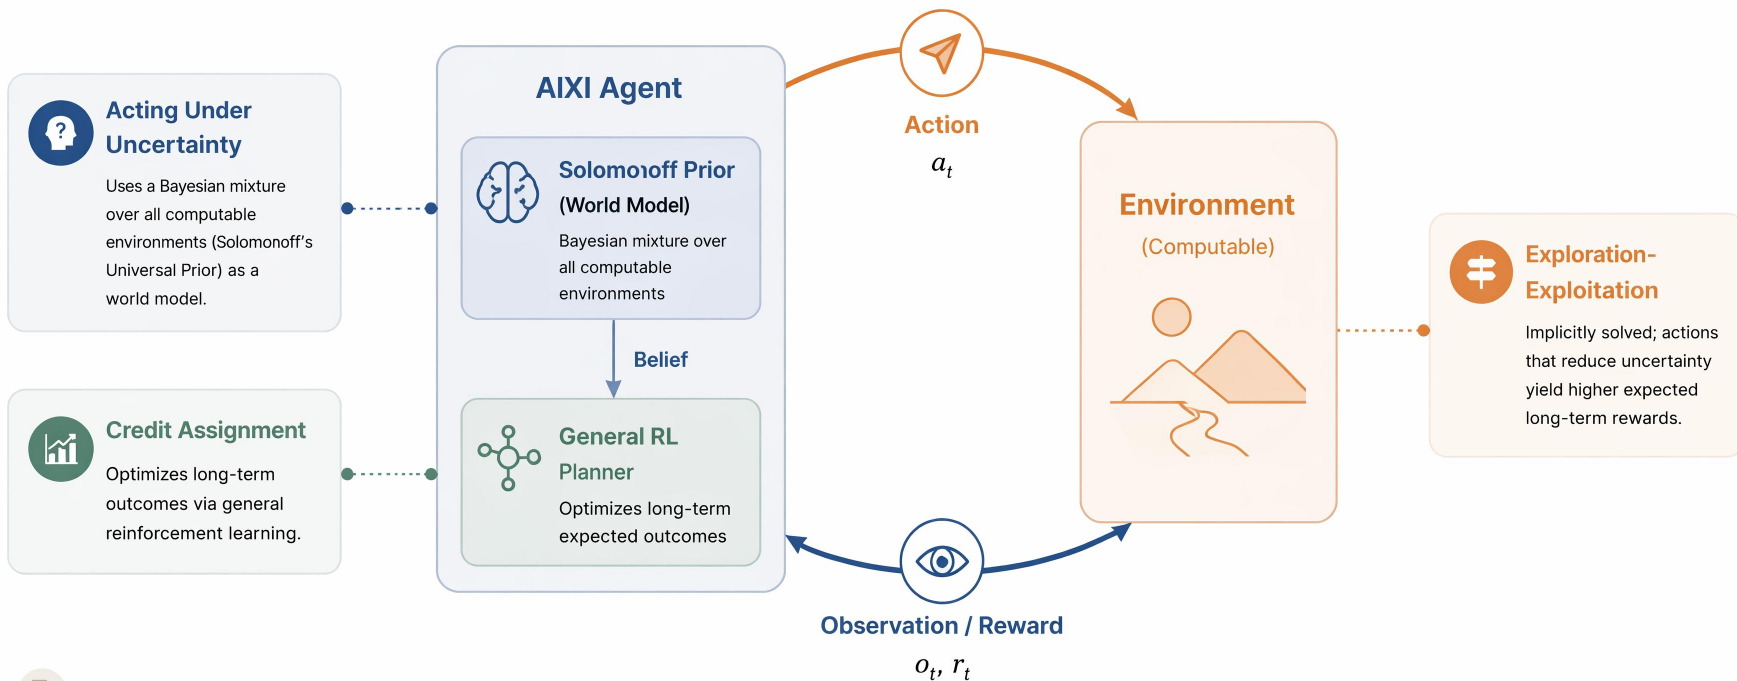 Acting Under
Uncertainty
Uses a Bayesian mixture
over all computable
environments (Solomonoff's
Universal Prior) as a
world model.
Credit Assignment
Optimizes long-term
outcomes via general
reinforcement learning.
AIXI Agent
Solomonoff Prior
(World Model)
Bayesian mixture over
all computable
environments
Belief
General RL
Planner
Optimizes long-term
expected outcomes
Action
a_t
Observation / Reward
o_t, r_t
Environment
(Computable)
Exploration-
Exploitation
Implicitly solved; actions
that reduce uncertainty
yield higher expected
long-term rewards.